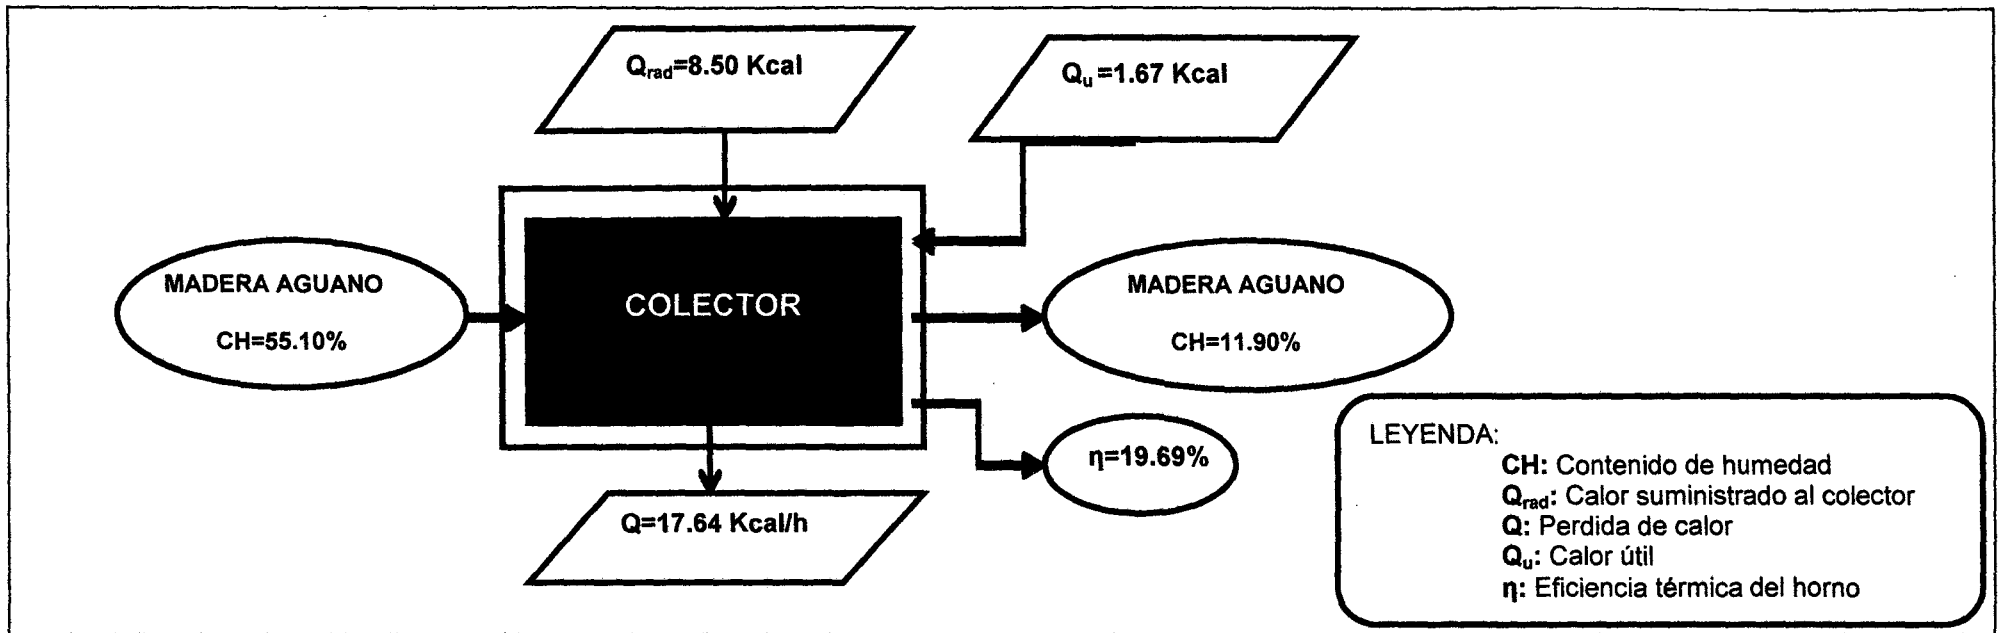 Qrad=8.50 Kcal
Qu=1.67 Kcal
MADERA AGUANO
CH=55.10%
COLECTOR
MADERA AGUANO
CH=11.90%
η=19.69%
Q=17.64 Kcal/h
LEYENDA:
CH: Contenido de humedad
Qrad: Calor suministrado al colector
Q: Perdida de calor
Qu: Calor útil
η: Eficiencia térmica del horno